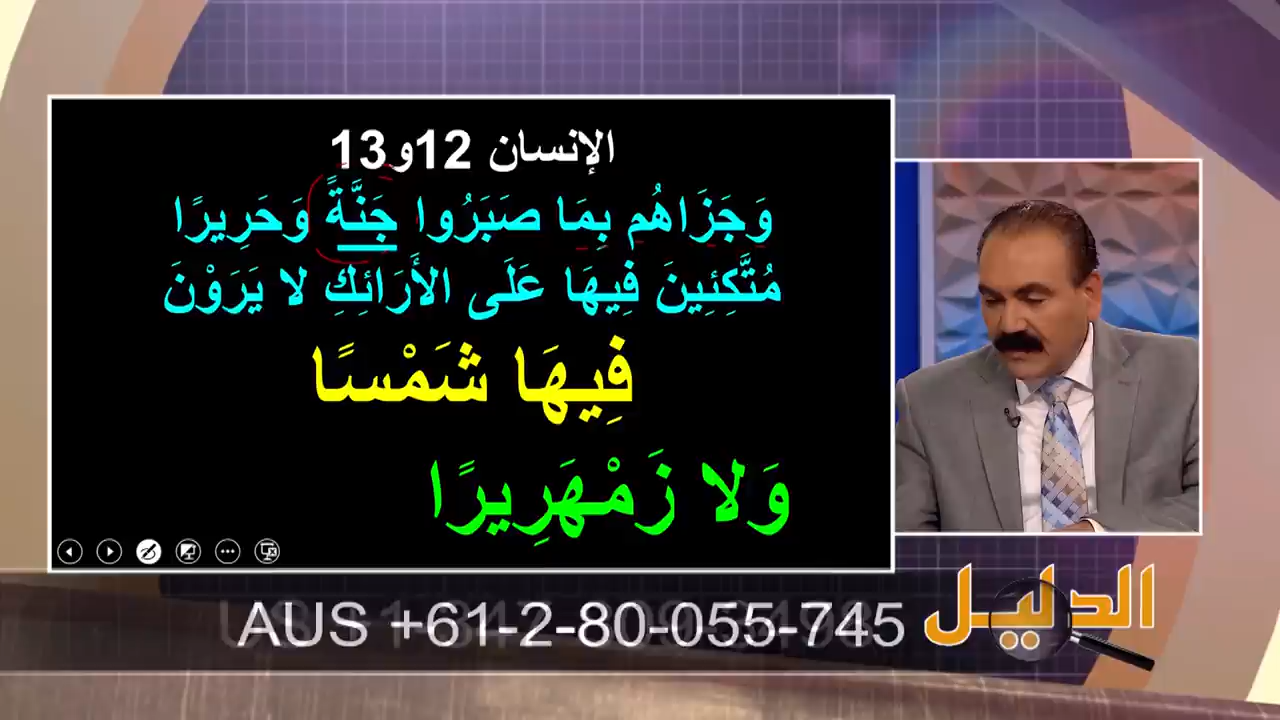 الإنسان 12و13
وَجَزَاهُم بِمَا صَبَرُوا جَنَّةً وَحَرِيرًا
مُتَّكِئِينَ فِيهَا عَلَى الأَرَائِكِ لا يَرَوْنَ
فِيهَا شَمْسًا
وَلا زَمْهَرِيرًا
AUS +61-2-80-055-745
الدليل